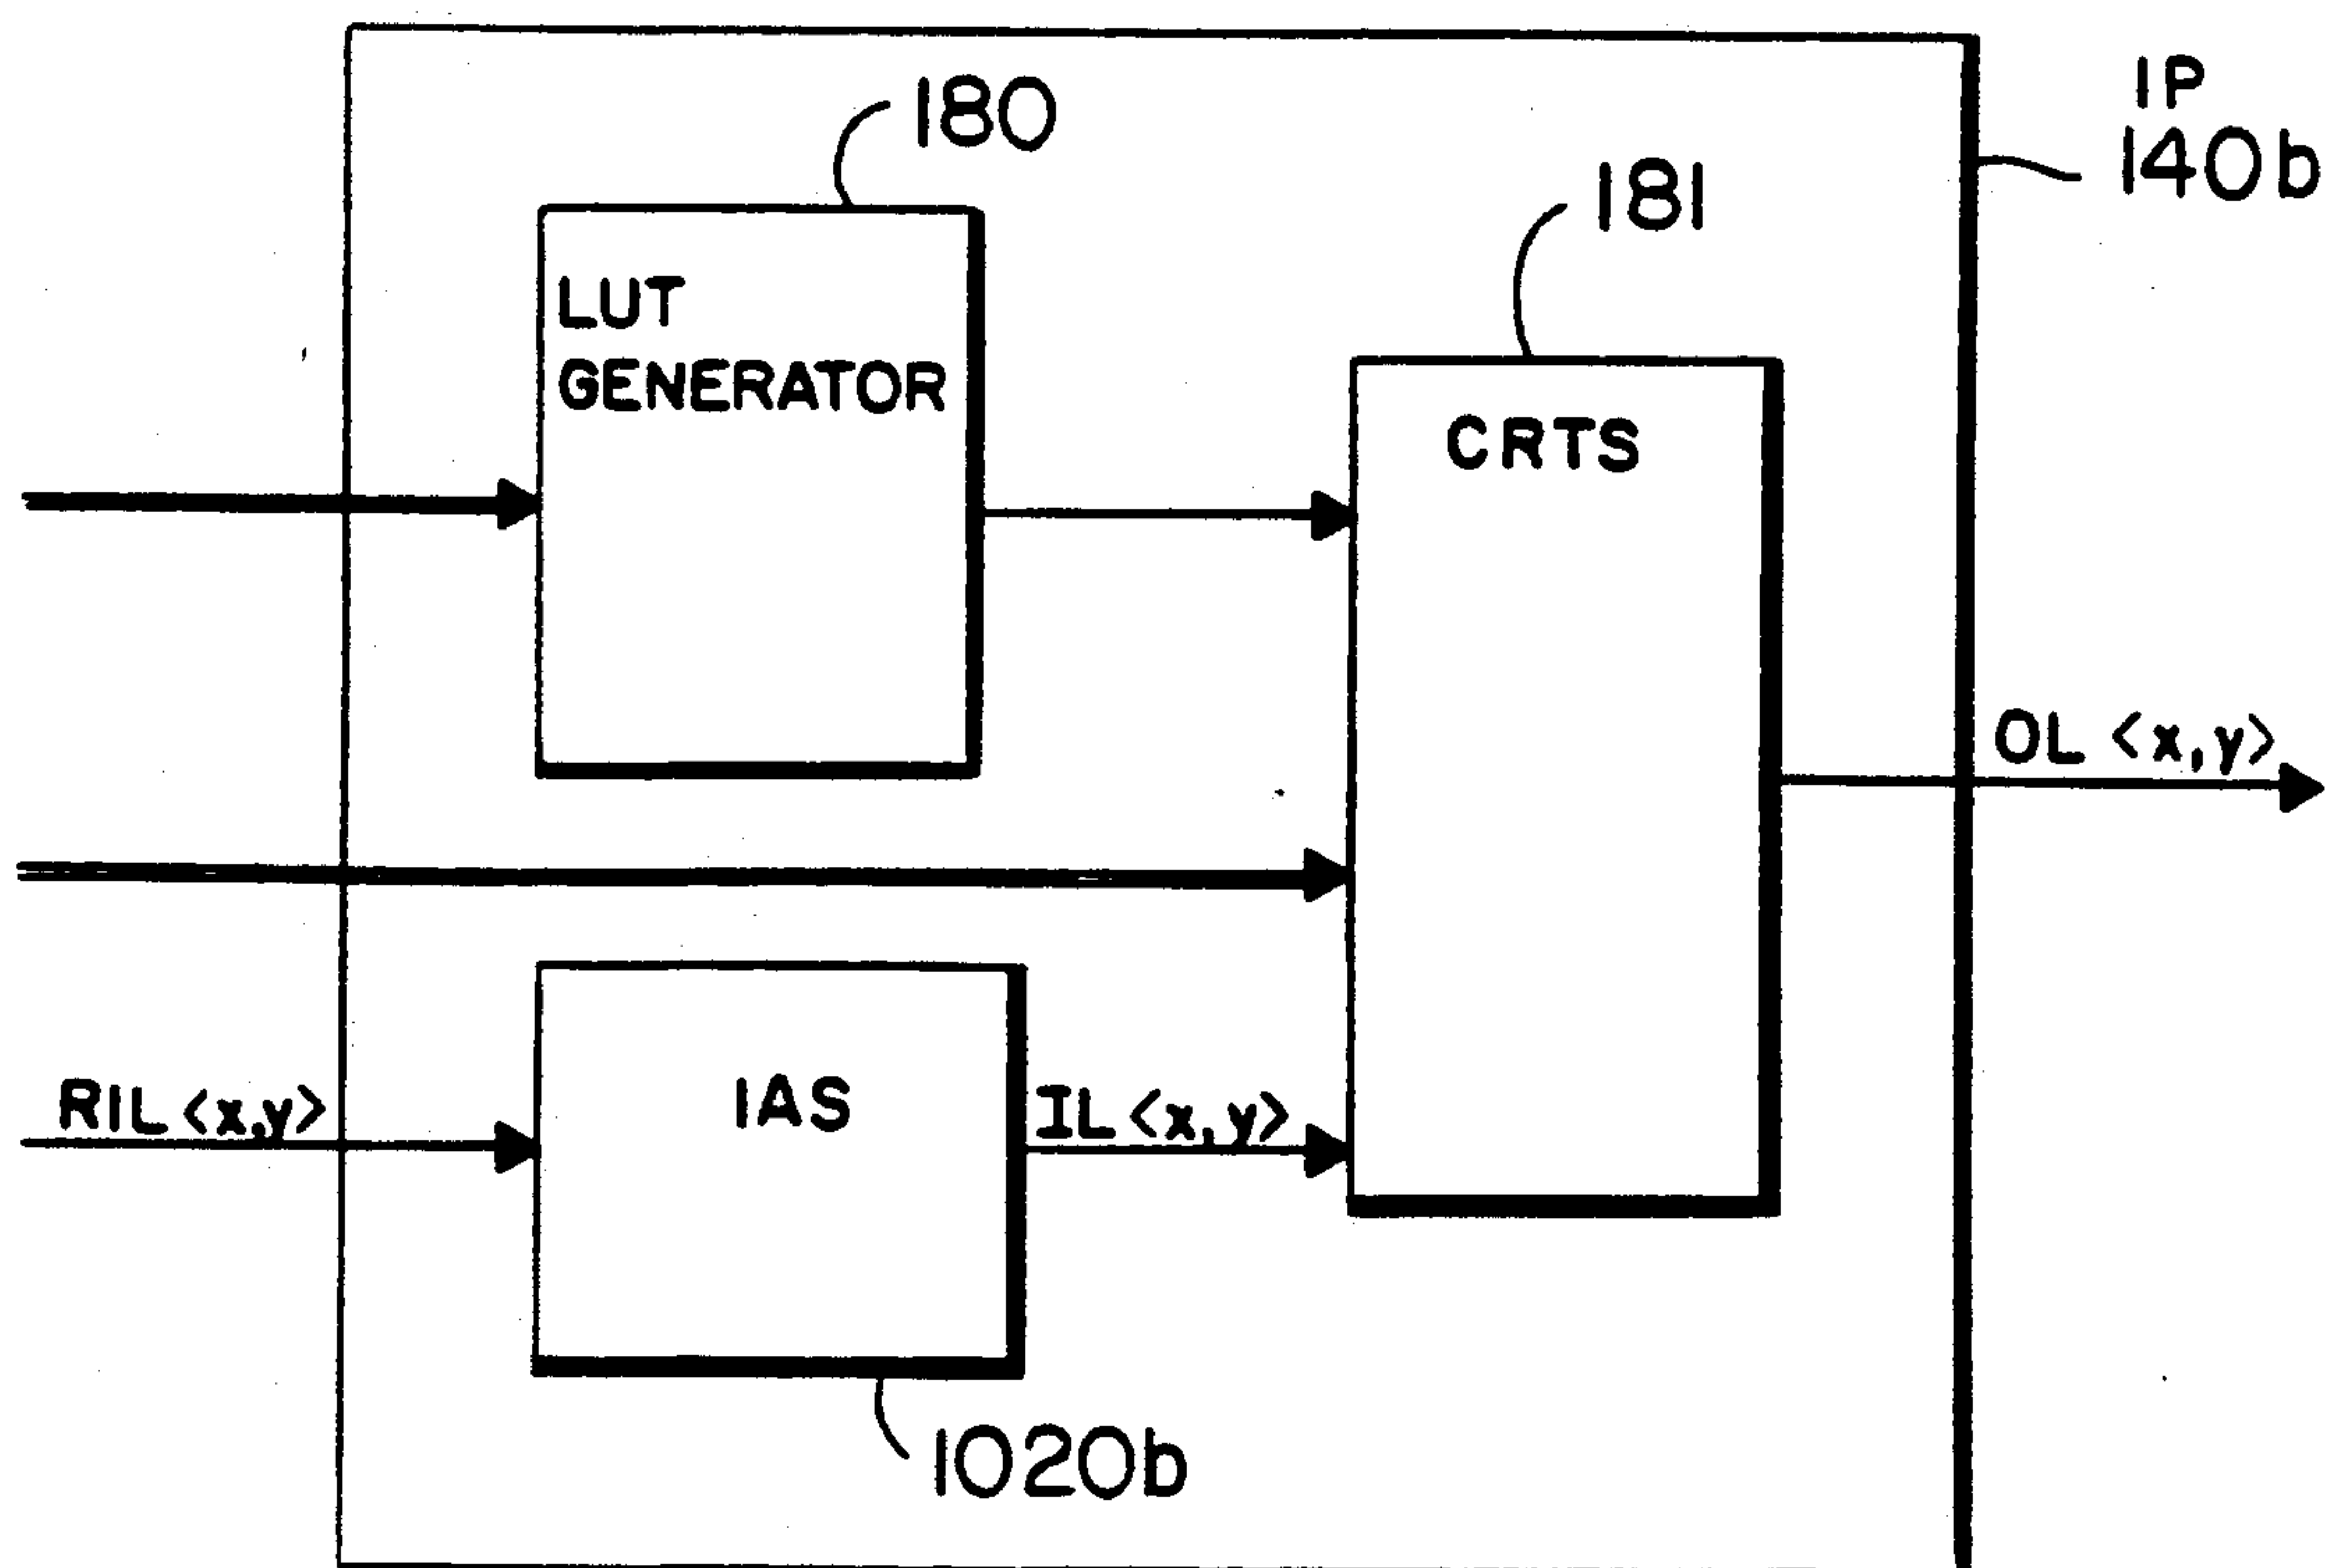 IP
180
140b
181
LUT
GENERATOR
CRTS
OL <x,y>
RIL <x,y>
IAS
IL <x,y>
1020b